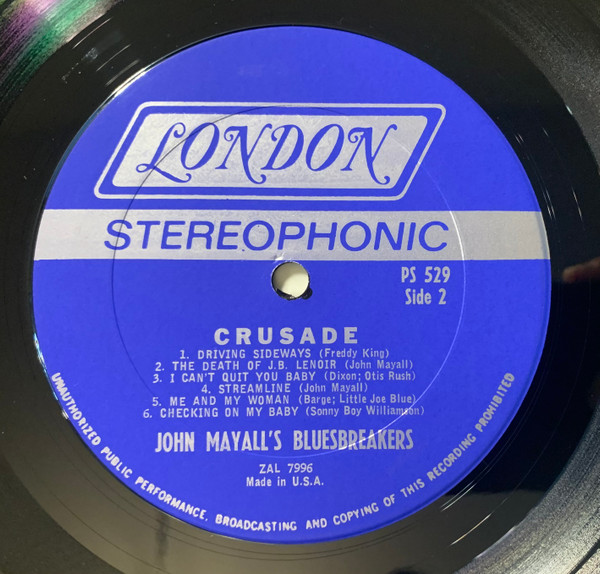 LONDON
STEREOPHONIC
PS 529
Side 2
CRUSADE
1. DRIVING SIDEWAYS (Freddy King)
2. THE DEATH OF J.B. LENOIR (John Mayall)
3. I CAN'T QUIT YOU BABY (Dixon; Otis Rush)
4. STREAMLINE (John Mayall)
5. ME AND MY WOMAN (Barge; Little Joe Blue)
6. CHECKING ON MY BABY (Sonny Boy Williamson)
JOHN MAYALL'S BLUESBREAKERS
ZAL 7996
Made in U.S.A.
UNAUTHORIZED PUBLIC PERFORMANCE, BROADCASTING AND COPYING OF THIS RECORDING PROHIBITED